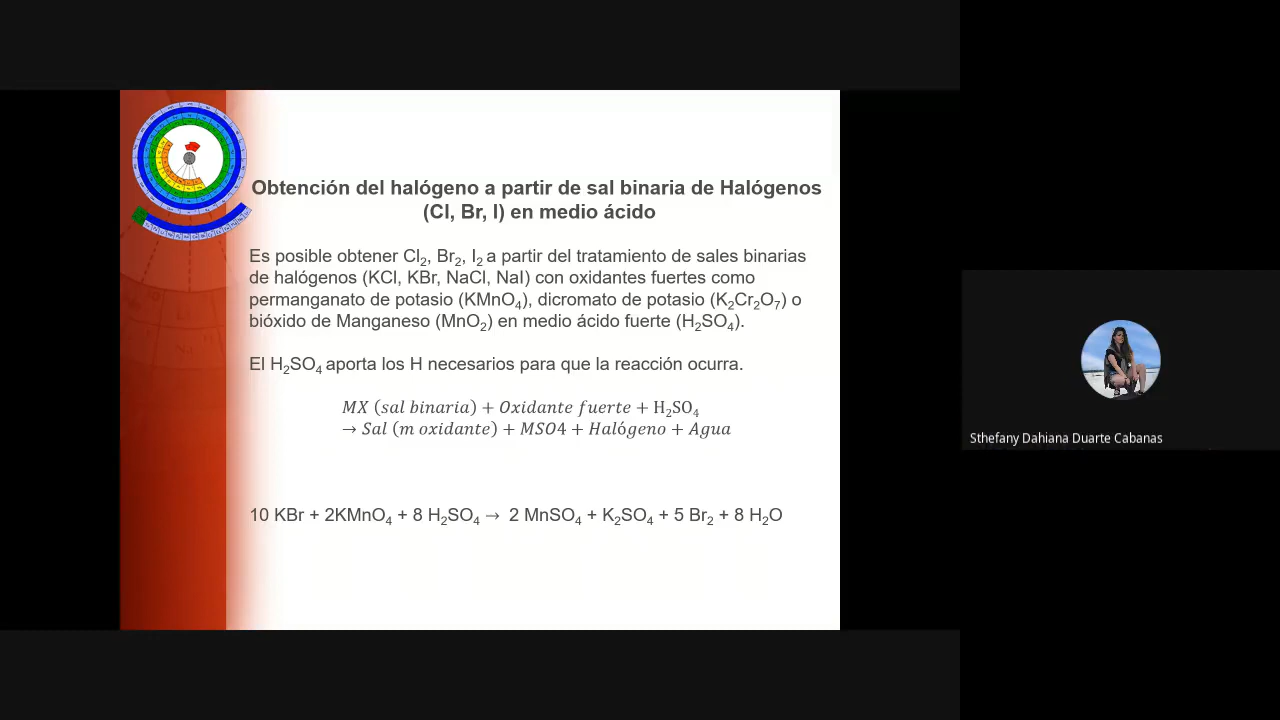 Obtención del halógeno a partir de sal binaria de Halógenos
(Cl, Br, I) en medio ácido
Es posible obtener Cl₂, Br₂, I₂ a partir del tratamiento de sales binarias
de halógenos (KCl, KBr, NaCl, NaI) con oxidantes fuertes como
permanganato de potasio (KMnO₄), dicromato de potasio (K₂Cr₂O₇) o
bióxido de Manganeso (MnO₂) en medio ácido fuerte (H₂SO₄).
El H₂SO₄ aporta los H necesarios para que la reacción ocurra.
MX (sal binaria) + Oxidante fuerte + H₂SO₄
→ Sal (m oxidante) + MSO4 + Halógeno + Agua
10 KBr + 2KMnO₄ + 8 H₂SO₄ → 2 MnSO₄ + K₂SO₄ + 5 Br₂ + 8 H₂O
Sthefany Dahiana Duarte Cabanas